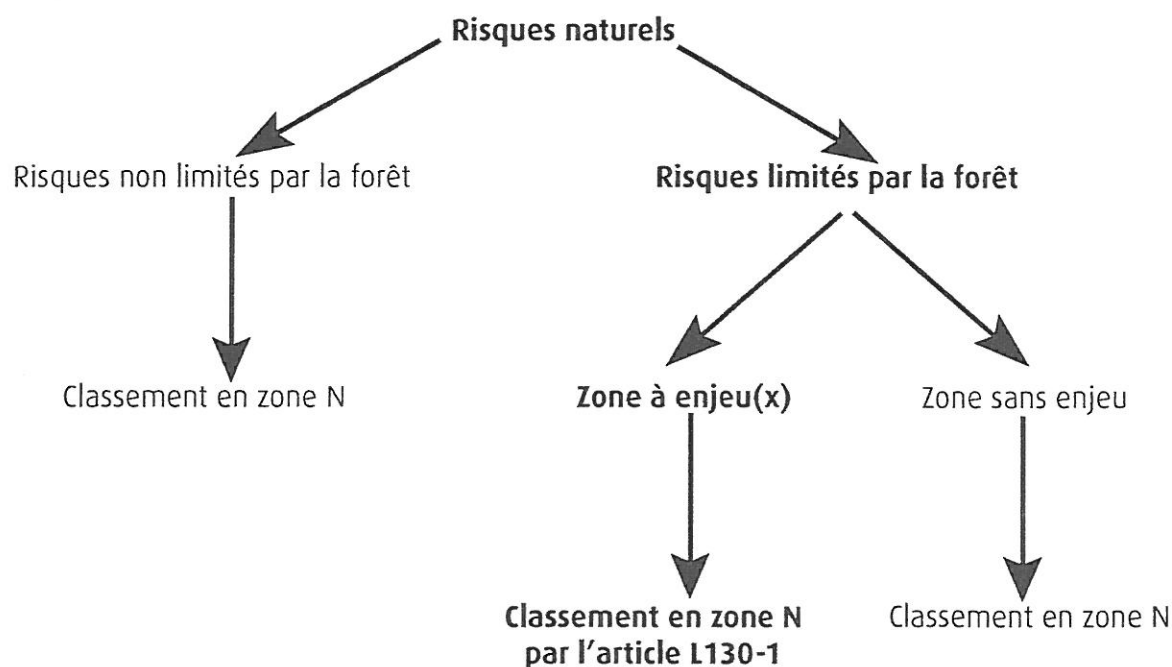 Risques naturels
Risques non limités par la forêt
Risques limités par la forêt
Classement en zone N
Zone à enjeu(x)
Zone sans enjeu
Classement en zone N
par l'article L130-1
Classement en zone N